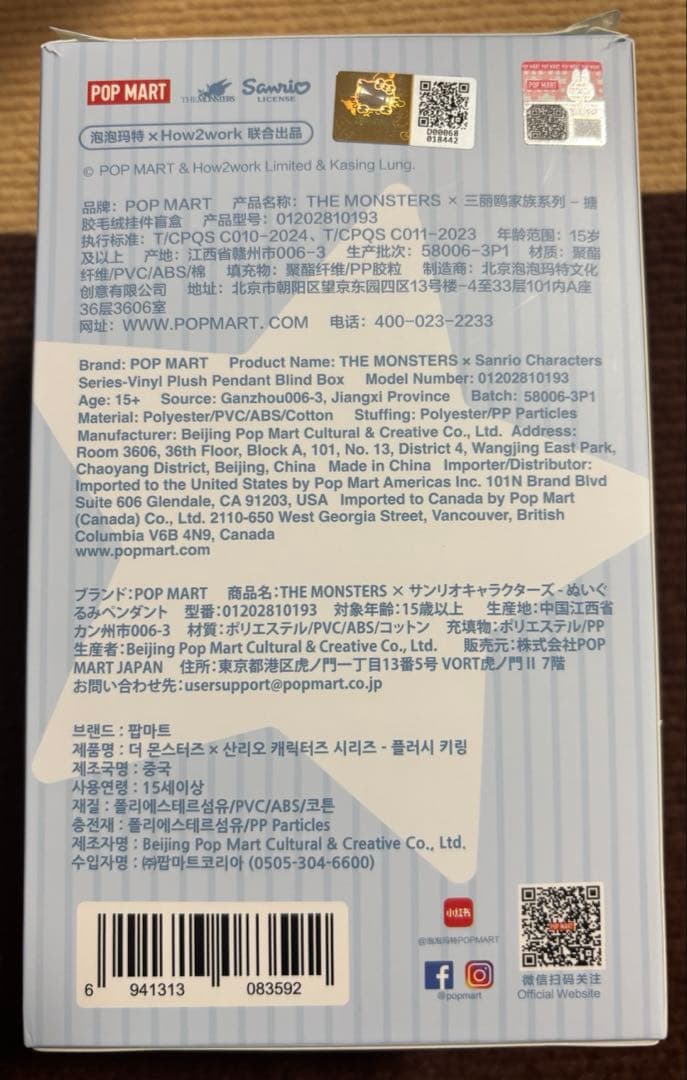 POP MART
THE MONSTERS
Sanrio
LICENSE
D00068
018442
POP MART
泡泡玛特×How2work 联合出品
© POP MART & How2work Limited & Kasing Lung.
品牌：POP MART 产品名称：THE MONSTERS × 三丽鸥家族系列－搪
胶毛绒挂件盲盒 产品型号：01202810193
执行标准：T/CPQS C010-2024、T/CPQS C011-2023 年龄范围：15岁
及以上 产地：江西省赣州市006-3 生产批次：58006-3P1 材质：聚酯
纤维/PVC/ABS/棉 填充物：聚酯纤维/PP胶粒 制造商：北京泡泡玛特文化
创意有限公司 地址：北京市朝阳区望京东园四区13号楼-4至33层101内A座
36层3606室
网址：WWW.POPMART. COM 电话：400-023-2233
Brand: POP MART Product Name: THE MONSTERS × Sanrio Characters
Series-Vinyl Plush Pendant Blind Box Model Number: 01202810193
Age: 15+ Source: Ganzhou006-3, Jiangxi Province Batch: 58006-3P1
Material: Polyester/PVC/ABS/Cotton Stuffing: Polyester/PP Particles
Manufacturer: Beijing Pop Mart Cultural & Creative Co., Ltd. Address:
Room 3606, 36th Floor, Block A, 101, No. 13, District 4, Wangjing East Park,
Chaoyang District, Beijing, China Made in China Importer/Distributor:
Imported to the United States by Pop Mart Americas Inc. 101N Brand Blvd
Suite 606 Glendale, CA 91203, USA Imported to Canada by Pop Mart
(Canada) Co., Ltd. 2110-650 West Georgia Street, Vancouver, British
Columbia V6B 4N9, Canada
www.popmart.com
ブランド:POP MART 商品名:THE MONSTERS × サンリオキャラクターズ - ぬいぐ
るみペンダント 型番:01202810193 対象年齢:15歳以上 生産地:中国江西省
カン州市006-3 材質:ポリエステル/PVC/ABS/コットン 充填物:ポリエステル/PP
生産者:Beijing Pop Mart Cultural & Creative Co., Ltd. 販売元:株式会社POP
MART JAPAN 住所:東京都港区虎ノ門一丁目13番5号 VORT虎ノ門Ⅱ 7階
お問い合わせ先:usersupport@popmart.co.jp
브랜드 : 팝마트
제품명 : 더 몬스터즈 × 산리오 캐릭터즈 시리즈 - 플러시 키링
제조국명 : 중국
사용연령 : 15세이상
재질 : 폴리에스테르섬유/PVC/ABS/코튼
충전재 : 폴리에스테르섬유/PP Particles
제조자명 : Beijing Pop Mart Cultural & Creative Co., Ltd.
수입자명 : ㈜팝마트코리아 (0505-304-6600)
小红书
@泡泡玛特POPMART
@popmart
POP MART
微信扫码关注
Official Website
6 941313 083592